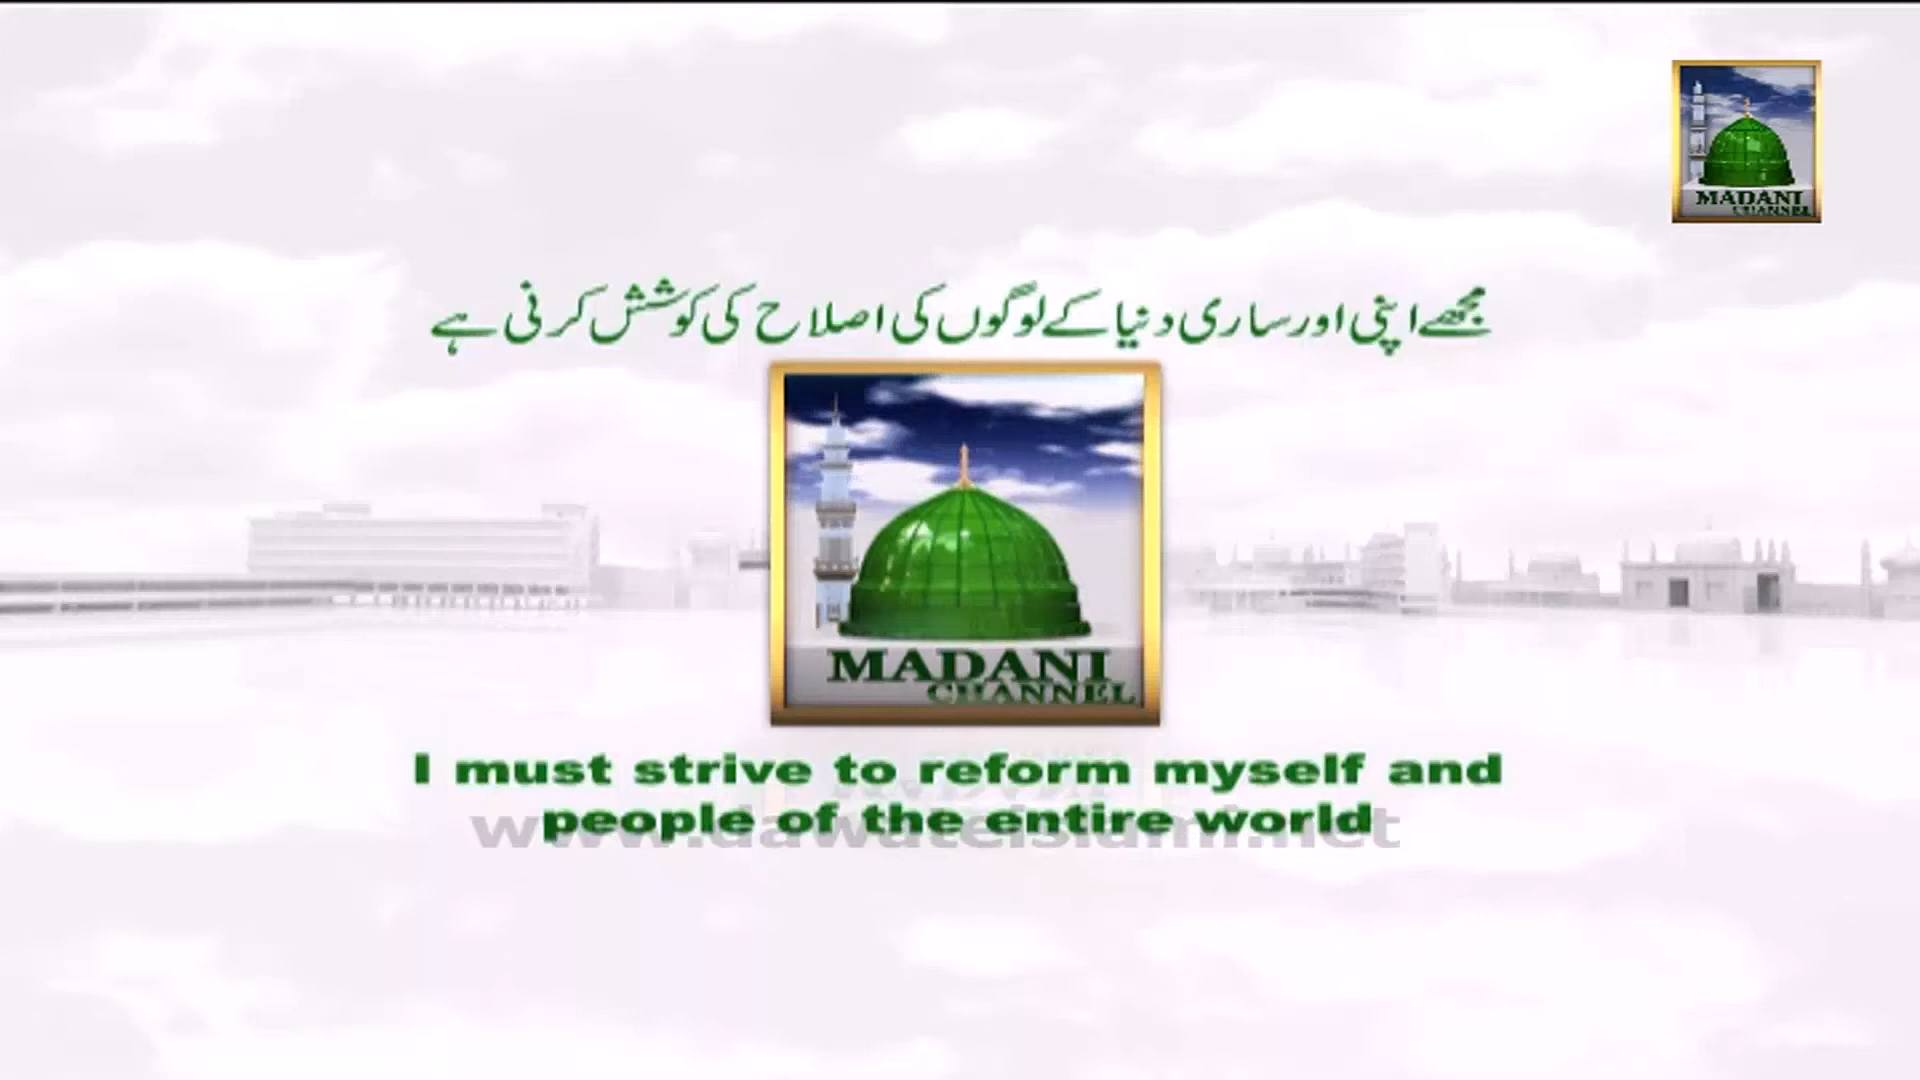 MADANI
CHANNEL
مجھے اپنی اور ساری دنیا کے لوگوں کی اصلاح کی کوشش کرنی ہے
MADANI
CHANNEL
I must strive to reform myself and
people of the entire world
www.dawateislami.net